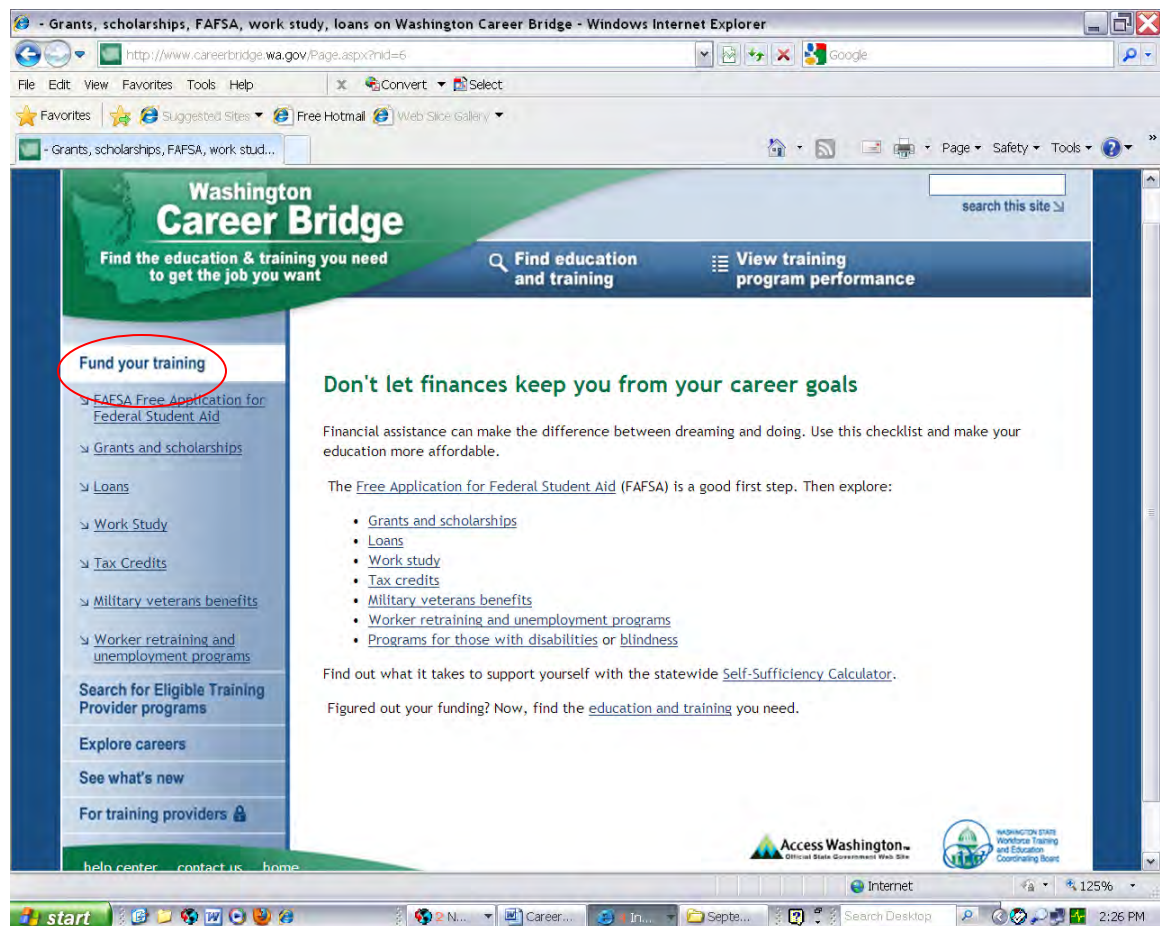 - Grants, scholarships, FAFSA, work study, loans on Washington Career Bridge - Windows Internet Explorer
http://www.careerbridge.wa.gov/Page.aspx?nid=6
Google
File Edit View Favorites Tools Help
x Convert Select
Favorites Suggested Sites Free Hotmail Web Slice Gallery
- Grants, scholarships, FAFSA, work stud...
Page Safety Tools »
Washington
Career Bridge
Find the education & training you need
to get the job you want
search this site
Find education
and training
View training
program performance
Fund your training
FAFSA Free Application for
Federal Student Aid
Grants and scholarships
Loans
Work Study
Tax Credits
Military veterans benefits
Worker retraining and
unemployment programs
Search for Eligible Training
Provider programs
Explore careers
See what's new
For training providers
help center contact us home
Don't let finances keep you from your career goals
Financial assistance can make the difference between dreaming and doing. Use this checklist and make your
education more affordable.
The Free Application for Federal Student Aid (FAFSA) is a good first step. Then explore:
• Grants and scholarships
• Loans
• Work study
• Tax credits
• Military veterans benefits
• Worker retraining and unemployment programs
• Programs for those with disabilities or blindness
Find out what it takes to support yourself with the statewide Self-Sufficiency Calculator.
Figured out your funding? Now, find the education and training you need.
Access Washington
Official State Government Web Site
WASHINGTON STATE
Workforce Training
and Education
Coordinating Board
Internet
125%
start
2 N...
Career...
4 In...
Septe...
Search Desktop
2:26 PM